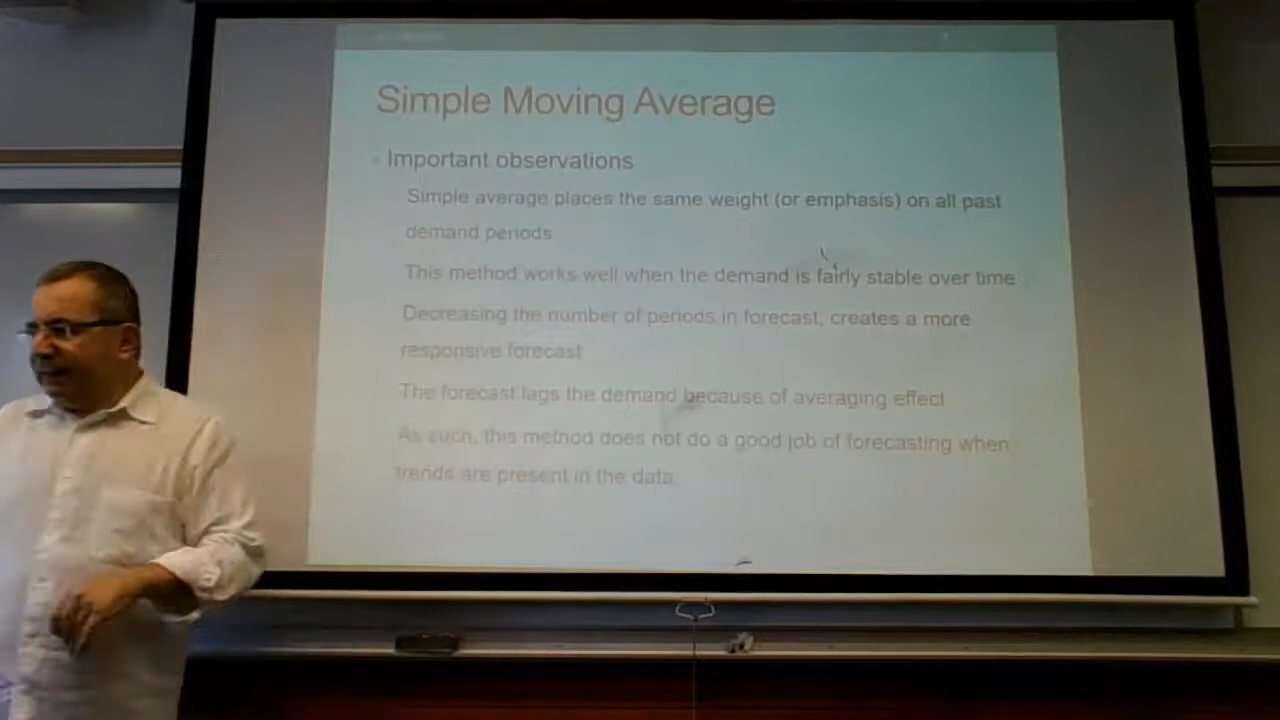 Simple Moving Average
Important observations
Simple average places the same weight (or emphasis) on all past
demand periods
This method works well when the demand is fairly stable over time
Decreasing the number of periods in forecast, creates a more
responsive forecast
The forecast lags the demand because of averaging effect
As such, this method does not do a good job of forecasting when
trends are present in the data.